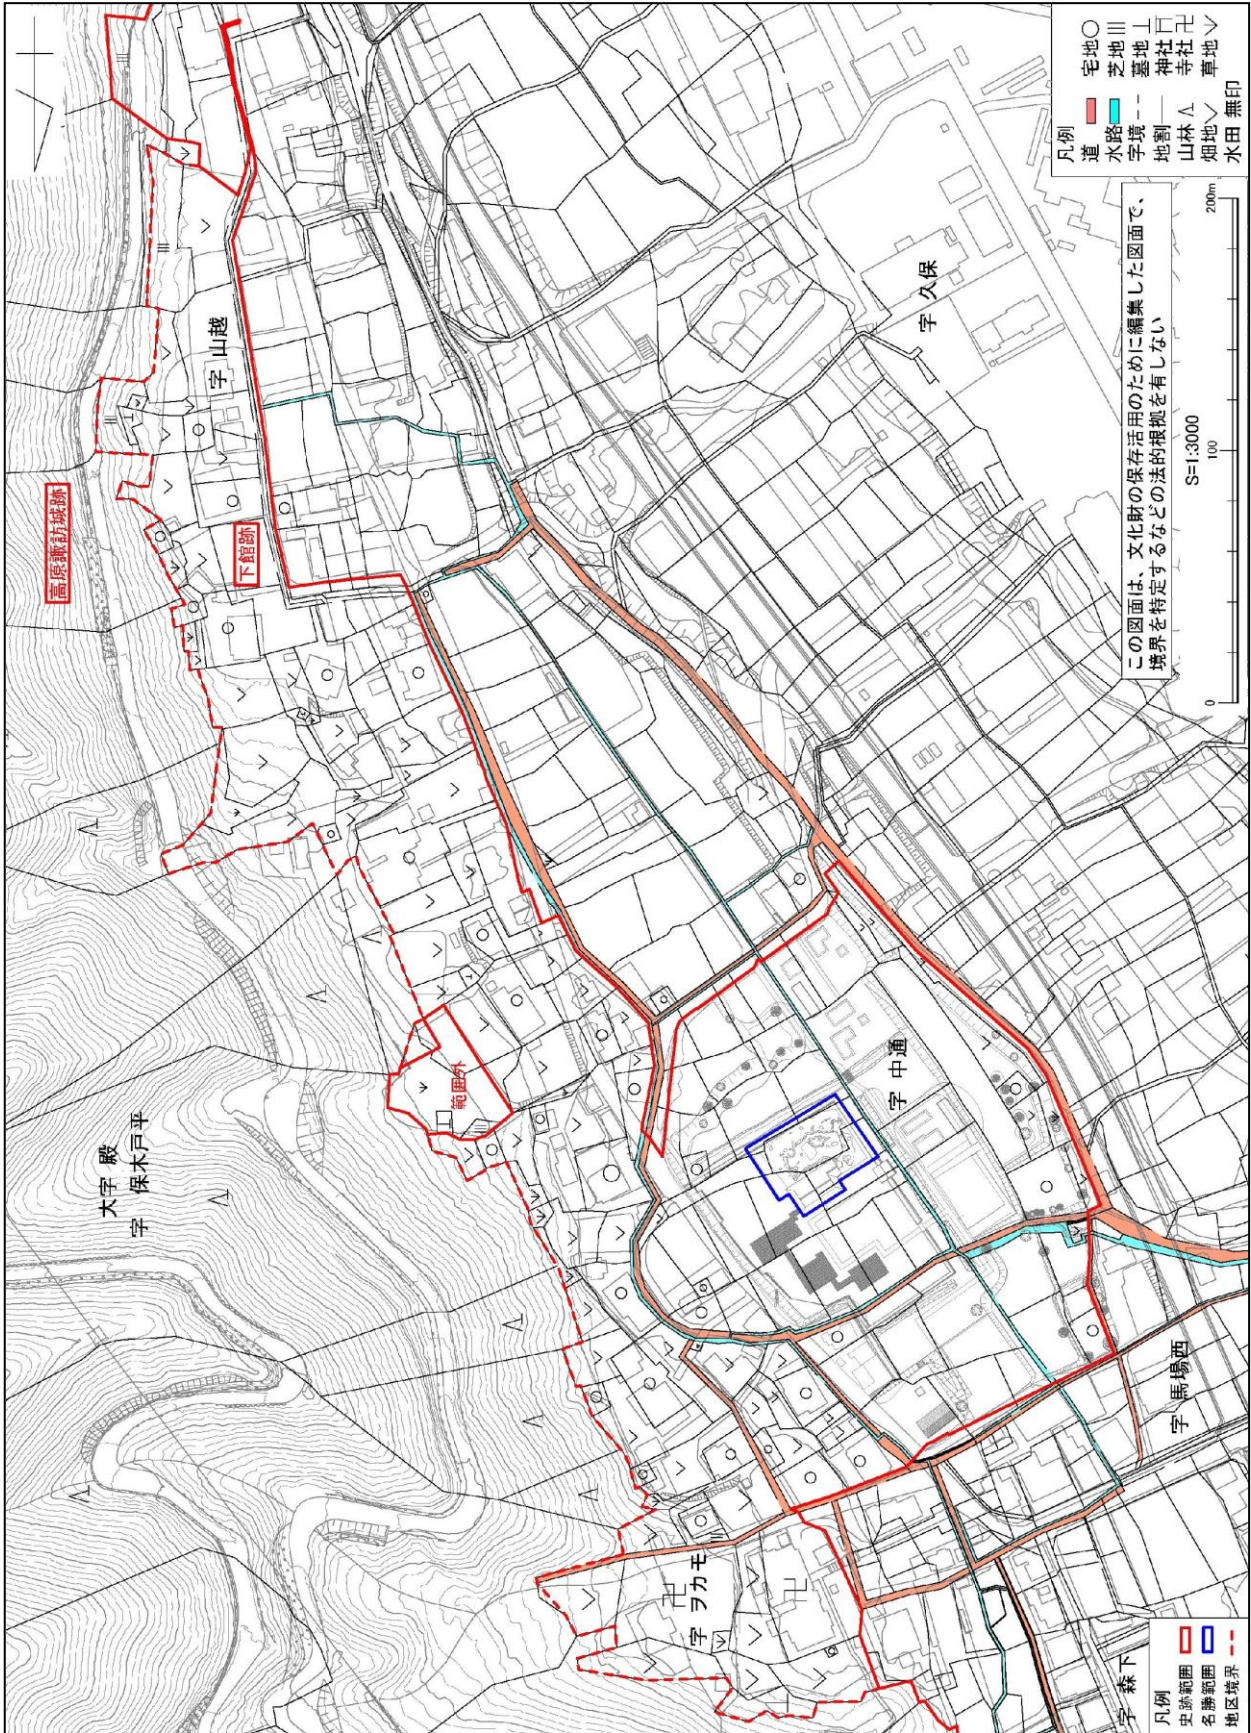 凡例
道
水路
字境
地割
山林
畑地
水田 無印
宅地
芝地
墓地
神社
寺社
草地
この図面は、文化財の保存活用のために編集した図面で、
境界を特定するなどの法的根拠を有しない
0 100 200m
S=1:3000
高原諏訪城跡
下館跡
字 山越
字 久保
範囲外
大字 殿
字 保木戸平
字 中通
字 馬場西
字 ヲカモ
字 森下
凡例
史跡範囲
名勝範囲
地区境界